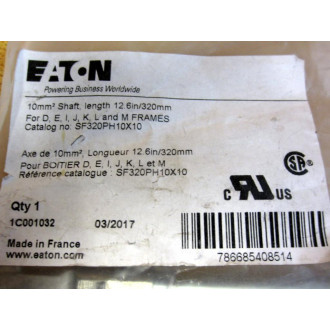 EATON
Powering Business Worldwide
10mm² Shaft, length 12.6in/320mm
For D, E, I, J, K, L and M FRAMES
Catalog no: SF320PH10X10
Axe de 10mm², Longueur 12.6in/320mm
Pour BOITIER D, E, I, J, K, L et M
Référence catalogue : SF320PH10X10
SA
C UR US
Qty 1
1C001032 03/2017
Made in France
www.eaton.com
786685408514